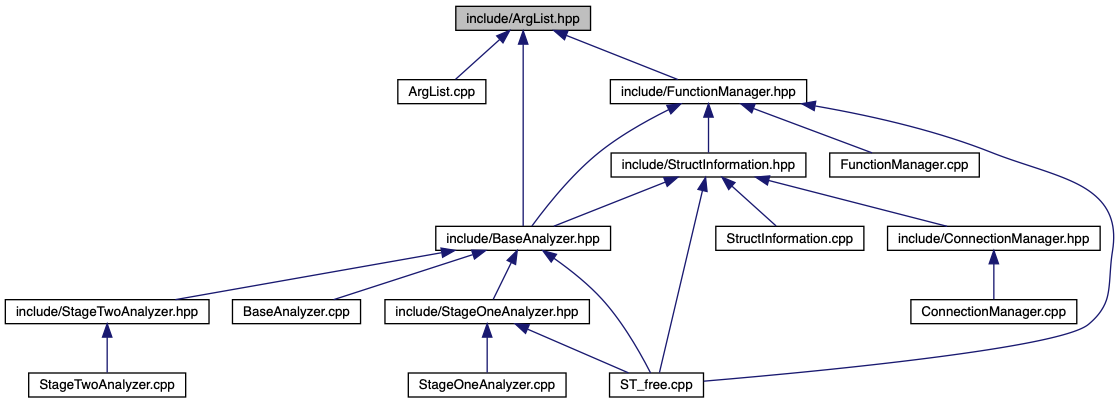 include/ArgList.hpp
ArgList.cpp
include/FunctionManager.hpp
include/StructInformation.hpp
FunctionManager.cpp
include/BaseAnalyzer.hpp
StructInformation.cpp
include/ConnectionManager.hpp
include/StageTwoAnalyzer.hpp
BaseAnalyzer.cpp
include/StageOneAnalyzer.hpp
ConnectionManager.cpp
StageTwoAnalyzer.cpp
StageOneAnalyzer.cpp
ST_free.cpp